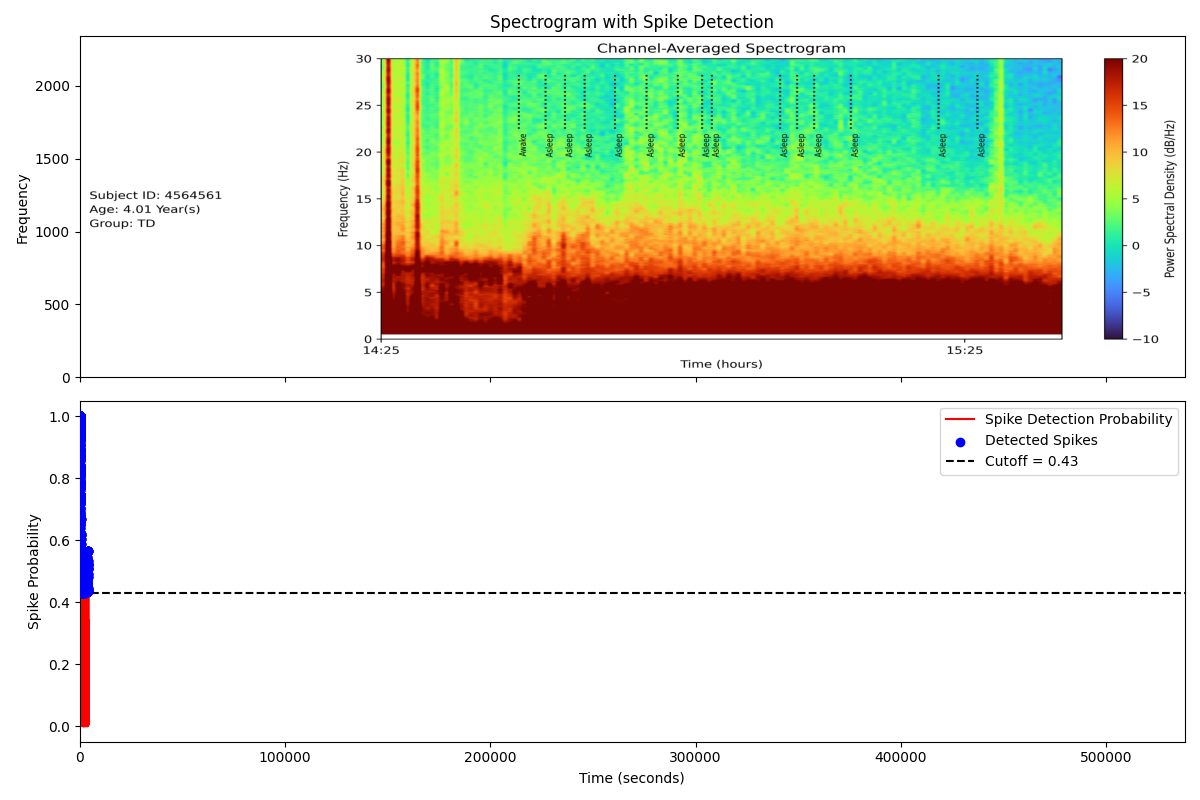 Spectrogram with Spike Detection
Channel-Averaged Spectrogram
Frequency
2000
1500
1000
500
0
Subject ID: 4564561
Age: 4.01 Year(s)
Group: TD
Frequency (Hz)
30
25
20
15
10
5
0
Awake
Asleep
Asleep
Asleep
Asleep
Asleep
Asleep
Asleep
Asleep
Asleep
Asleep
Asleep
Asleep
Asleep
Asleep
14:25
15:25
Time (hours)
20
15
10
5
0
−5
−10
Power Spectral Density (dB/Hz)
Spike Probability
1.0
0.8
0.6
0.4
0.2
0.0
Spike Detection Probability
Detected Spikes
Cutoff = 0.43
0
100000
200000
300000
400000
500000
Time (seconds)